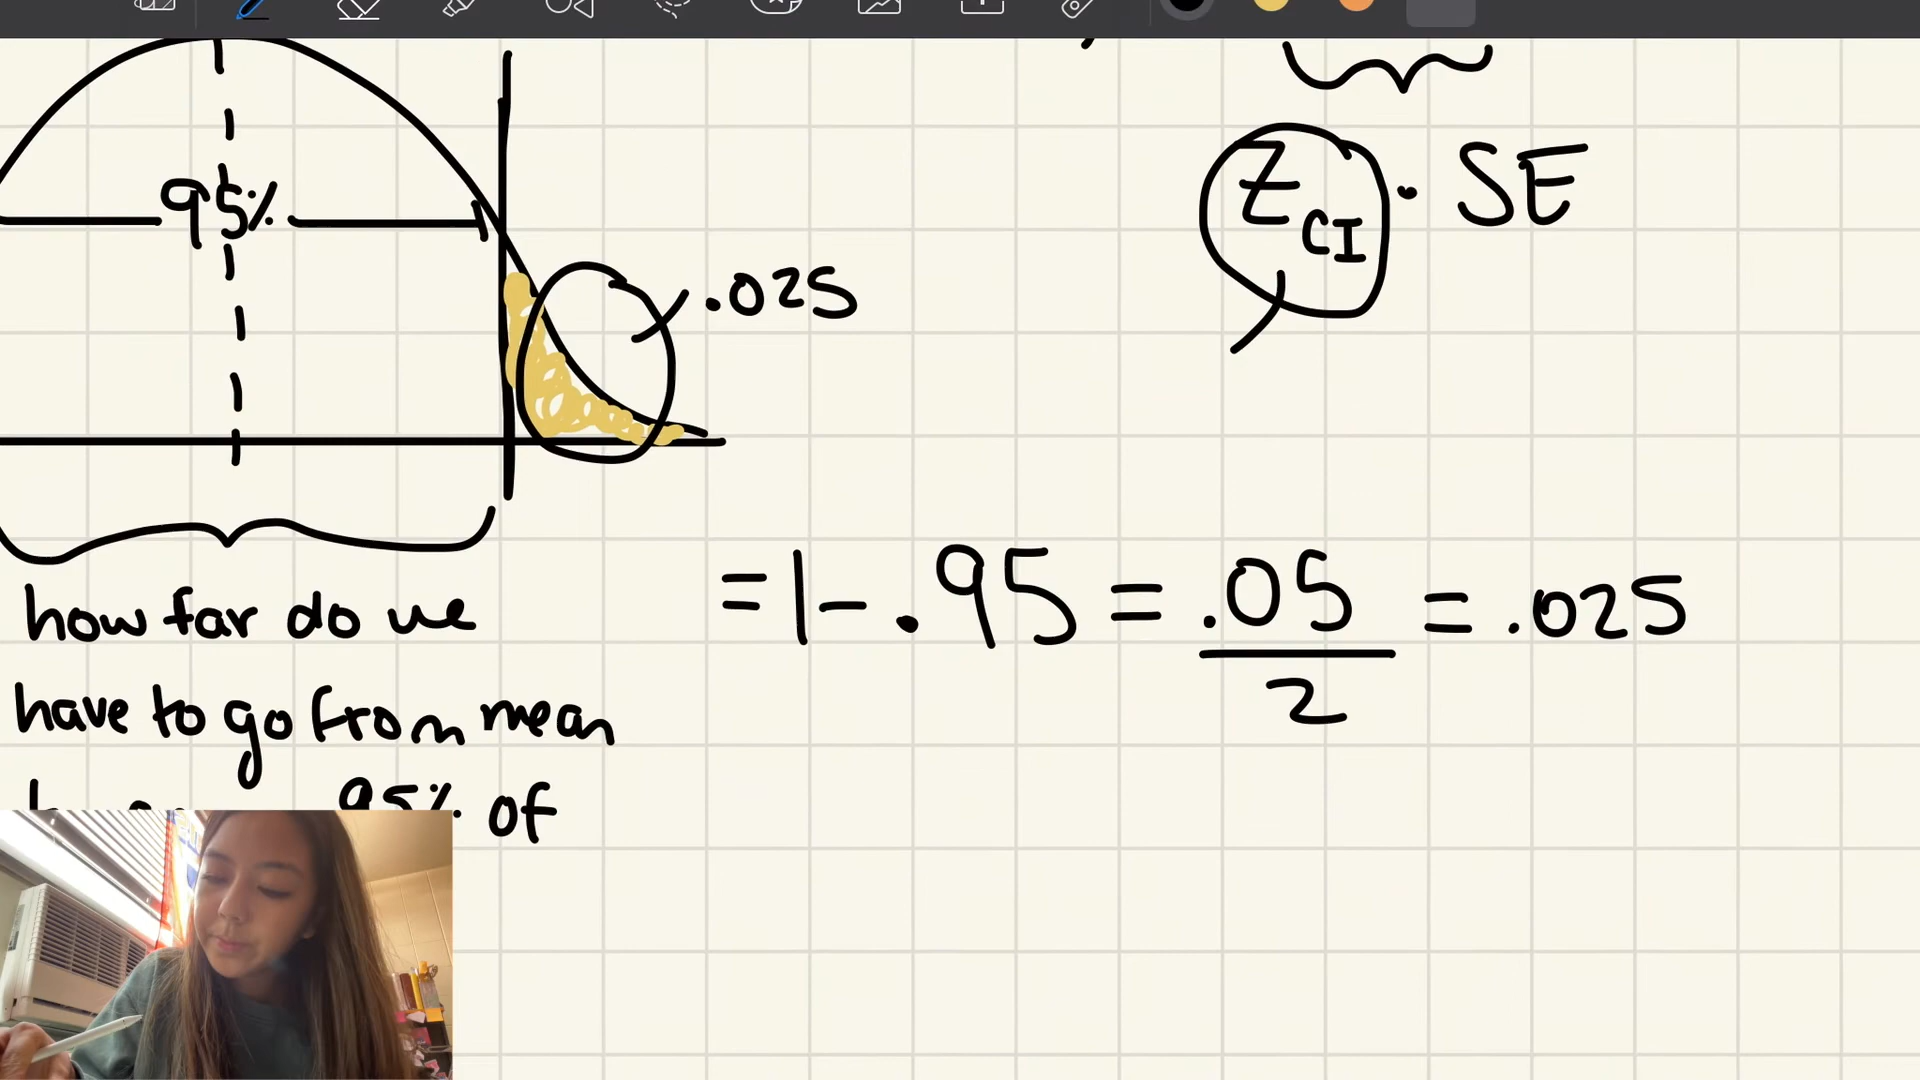 95%
.025
Z CI · SE
= 1 - .95 = .05 / 2 = .025
how far do we
have to go from mean
95% of